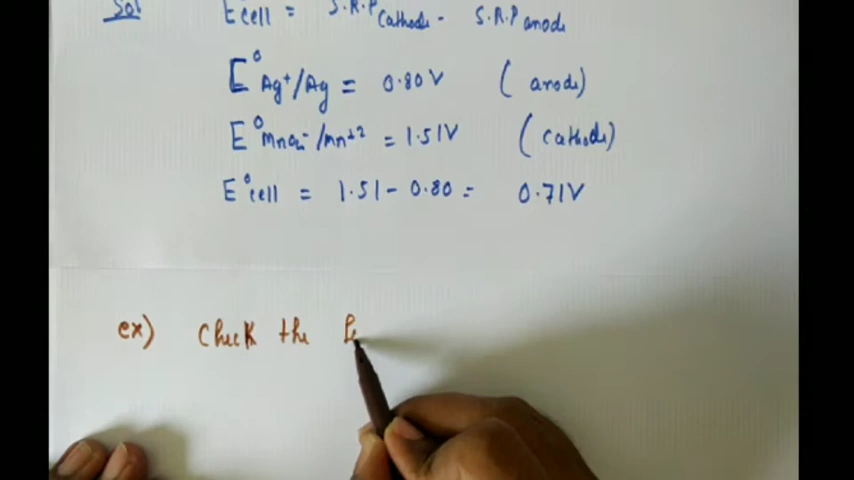 Sol E°cell = S.R.P cathode - S.R.P anode
E° Ag+/Ag = 0.80V (anode)
E° MnO4-/Mn+2 = 1.51V (cathode)
E°cell = 1.51 - 0.80 = 0.71V
ex) Check the